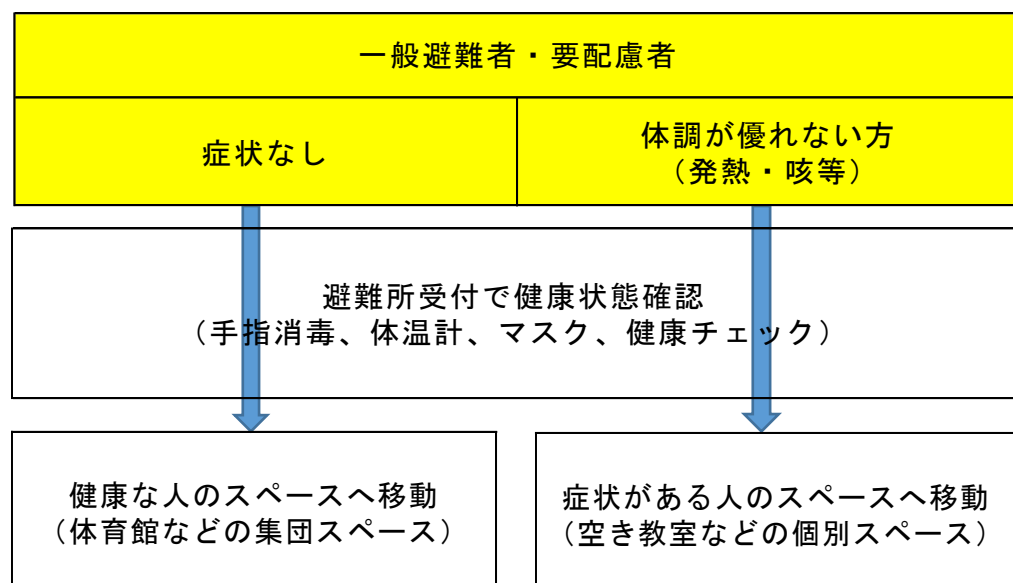 一般避難者・要配慮者
症状なし
体調が優れない方
(発熱・咳等)
避難所受付で健康状態確認
(手指消毒、体温計、マスク、健康チェック)
健康な人のスペースへ移動
(体育館などの集団スペース)
症状がある人のスペースへ移動
(空き教室などの個別スペース)